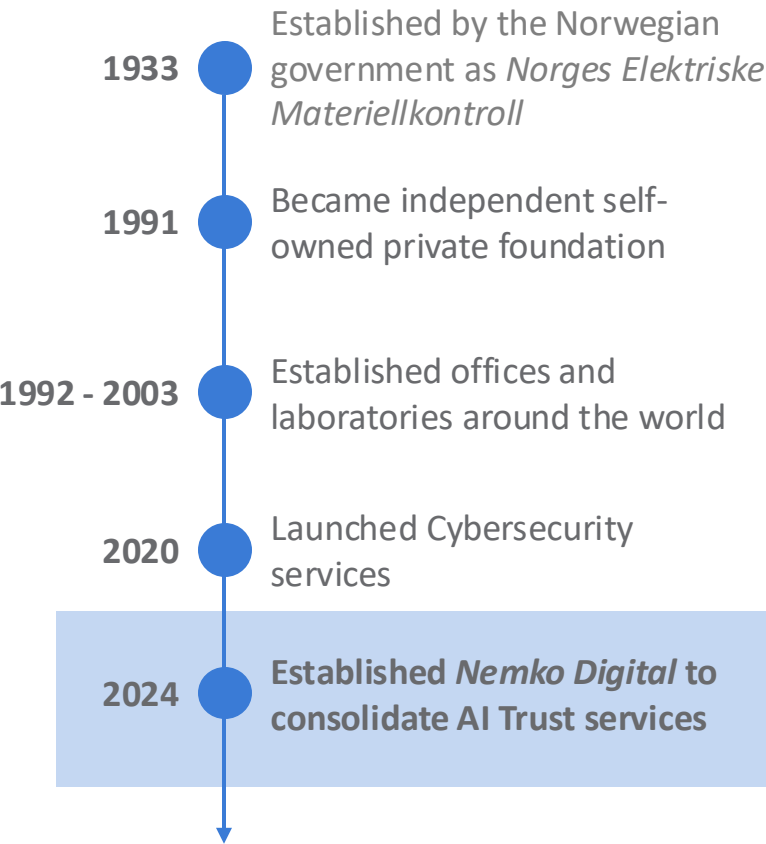 1933
Established by the Norwegian
government as Norges Elektriske
Materiellkontroll
1991
Became independent self-
owned private foundation
1992 - 2003
Established offices and
laboratories around the world
2020
Launched Cybersecurity
services
2024
Established Nemko Digital to
consolidate AI Trust services